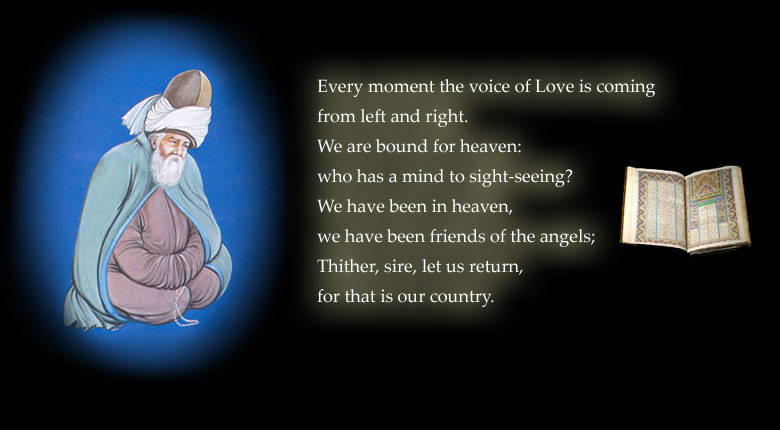 Every moment the voice of Love is coming
from left and right.
We are bound for heaven:
who has a mind to sight-seeing?
We have been in heaven,
we have been friends of the angels;
Thither, sire, let us return,
for that is our country.